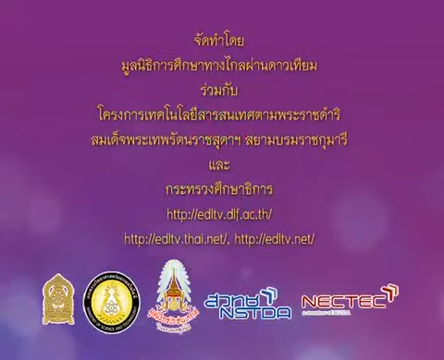 จัดทำโดย
มูลนิธิการศึกษาทางไกลผ่านดาวเทียม
ร่วมกับ
โครงการเทคโนโลยีสารสนเทศตามพระราชดำริ
สมเด็จพระเทพรัตนราชสุดาฯ สยามบรมราชกุมารี
และ
กระทรวงศึกษาธิการ
http://edltv.dlf.ac.th/
http://edltv.thai.net/, http://edltv.net/
สวทช NECTEC
NSTDA